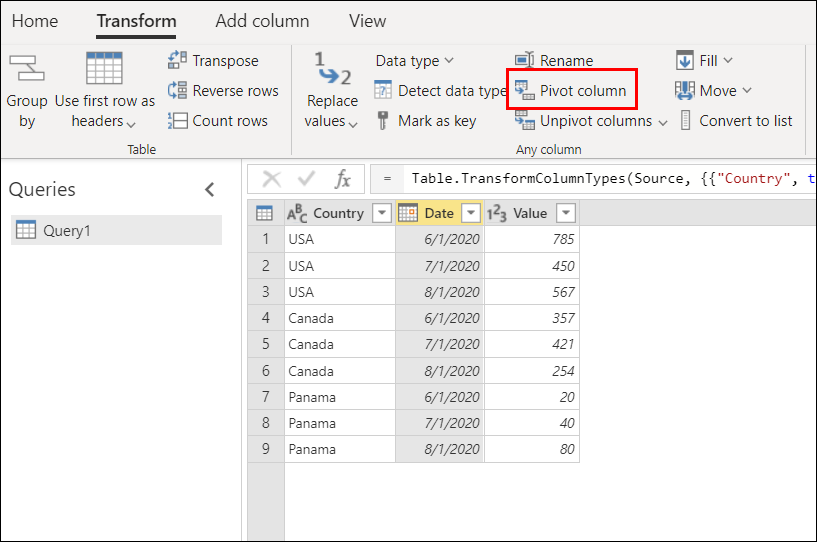 Home Transform Add column View
Group by
Use first row as headers
Transpose
Reverse rows
Count rows
Table
1 2
Replace values
Data type
Detect data type
Mark as key
Rename
Pivot column
Unpivot columns
Fill
Move
Convert to list
Any column
Queries
Query1
fx = Table.TransformColumnTypes(Source, {{"Country", t
ABC Country Date 123 Value
1 USA 6/1/2020 785
2 USA 7/1/2020 450
3 USA 8/1/2020 567
4 Canada 6/1/2020 357
5 Canada 7/1/2020 421
6 Canada 8/1/2020 254
7 Panama 6/1/2020 20
8 Panama 7/1/2020 40
9 Panama 8/1/2020 80